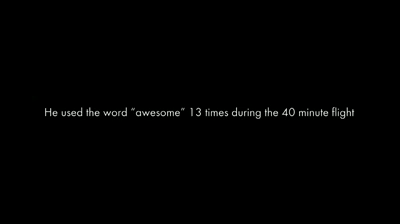 He used the word “awesome” 13 times during the 40 minute flight